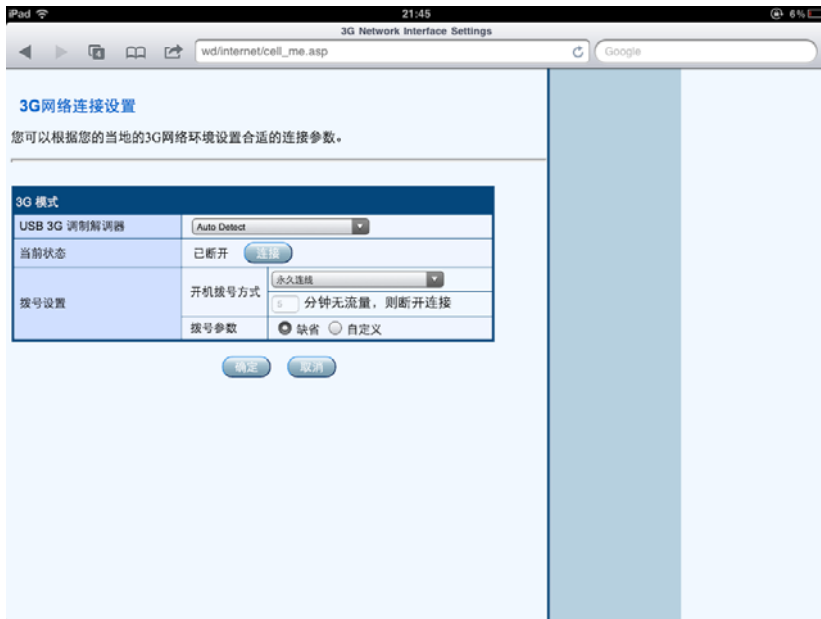 iPad 21:45 6%
3G Network Interface Settings
4 wd/internet/cell_me.asp Google
3G网络连接设置
您可以根据您的当地的3G网络环境设置合适的连接参数。
3G 模式
USB 3G 调制解调器 Auto Detect
当前状态 已断开 连接
拨号设置 开机拨号方式 永久连线
5 分钟无流量，则断开连接
拨号参数 缺省 自定义
确定 取消